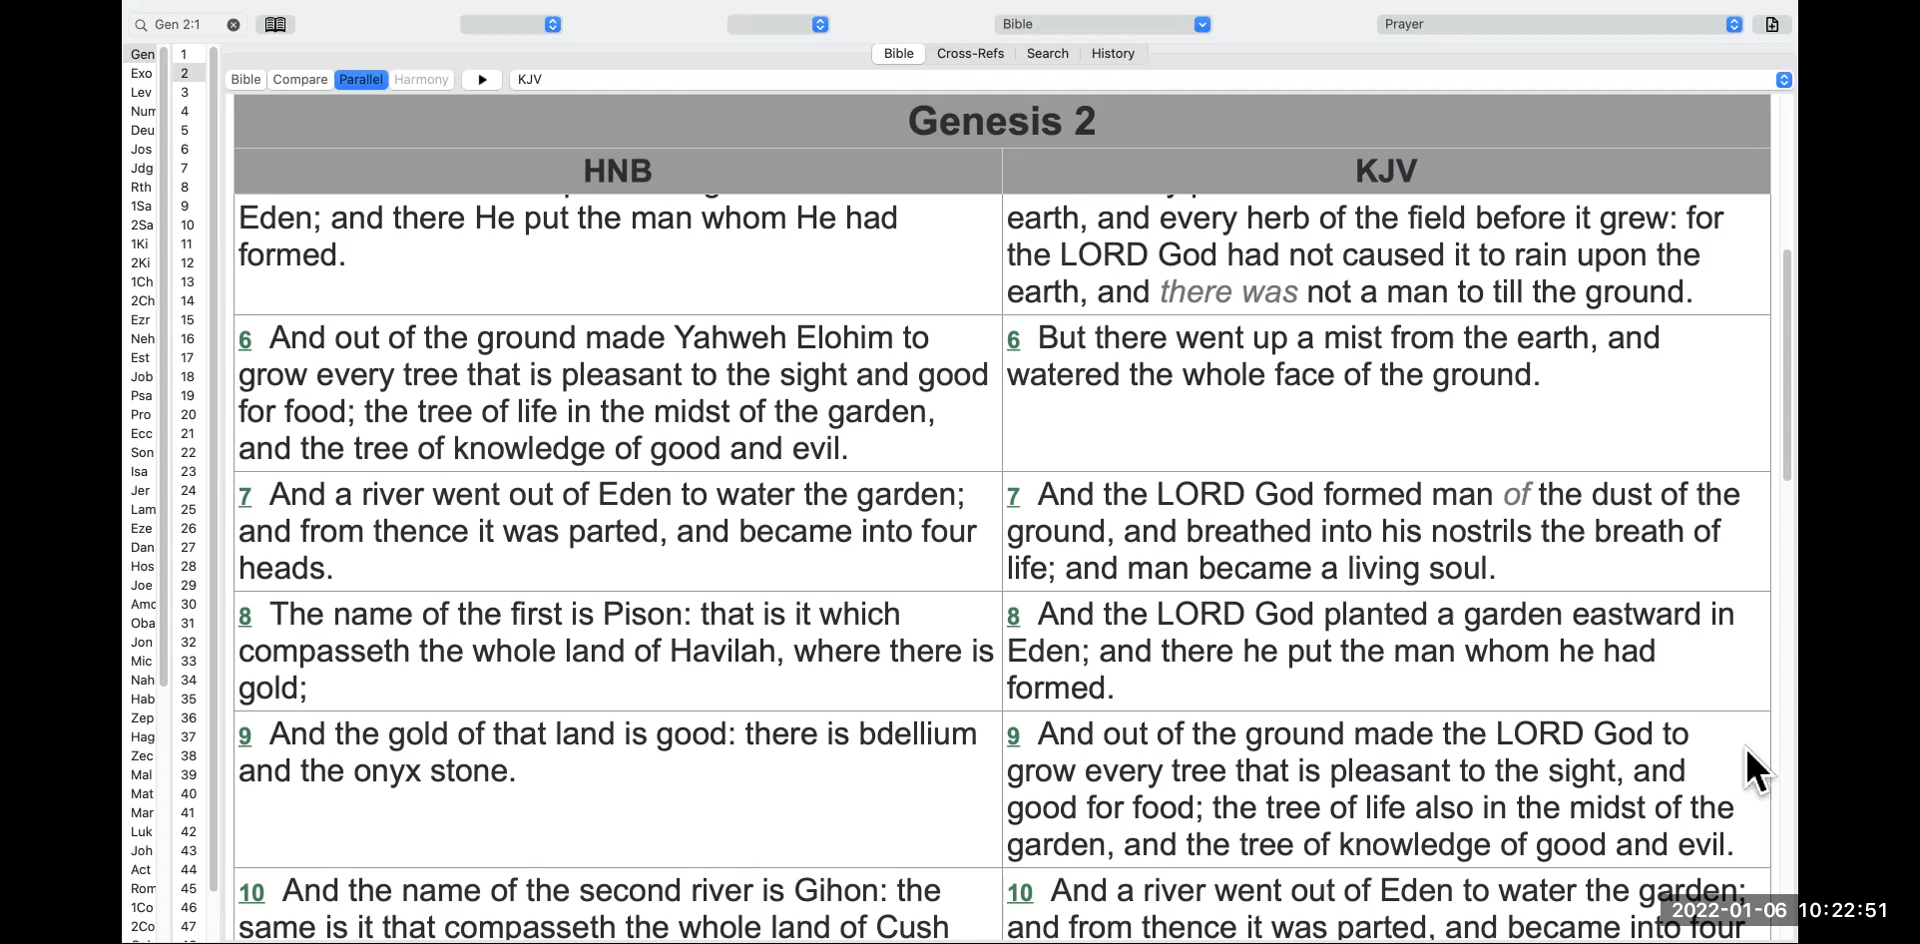 Gen 2:1
Bible
Prayer
Bible
Cross-Refs
Search
History
Bible
Compare
Parallel
Harmony
KJV
Gen
Exo
Lev
Num
Deu
Jos
Jdg
Rth
1Sa
2Sa
1Ki
2Ki
1Ch
2Ch
Ezr
Neh
Est
Job
Psa
Pro
Ecc
Son
Isa
Jer
Lam
Eze
Dan
Hos
Joe
Amo
Oba
Jon
Mic
Nah
Hab
Zep
Hag
Zec
Mal
Mat
Mar
Luk
Joh
Act
Rom
1Co
2Co
1
2
3
4
5
6
7
8
9
10
11
12
13
14
15
16
17
18
19
20
21
22
23
24
25
26
27
28
29
30
31
32
33
34
35
36
37
38
39
40
41
42
43
44
45
46
47
Genesis 2
HNB
KJV
Eden; and there He put the man whom He had
formed.
earth, and every herb of the field before it grew: for
the LORD God had not caused it to rain upon the
earth, and there was not a man to till the ground.
6 And out of the ground made Yahweh Elohim to
grow every tree that is pleasant to the sight and good
for food; the tree of life in the midst of the garden,
and the tree of knowledge of good and evil.
6 But there went up a mist from the earth, and
watered the whole face of the ground.
7 And a river went out of Eden to water the garden;
and from thence it was parted, and became into four
heads.
7 And the LORD God formed man of the dust of the
ground, and breathed into his nostrils the breath of
life; and man became a living soul.
8 The name of the first is Pison: that is it which
compasseth the whole land of Havilah, where there is
gold;
8 And the LORD God planted a garden eastward in
Eden; and there he put the man whom he had
formed.
9 And the gold of that land is good: there is bdellium
and the onyx stone.
9 And out of the ground made the LORD God to
grow every tree that is pleasant to the sight, and
good for food; the tree of life also in the midst of the
garden, and the tree of knowledge of good and evil.
10 And the name of the second river is Gihon: the
same is it that compasseth the whole land of Cush
10 And a river went out of Eden to water the garden;
and from thence it was parted, and became into four
2022-01-06 10:22:51